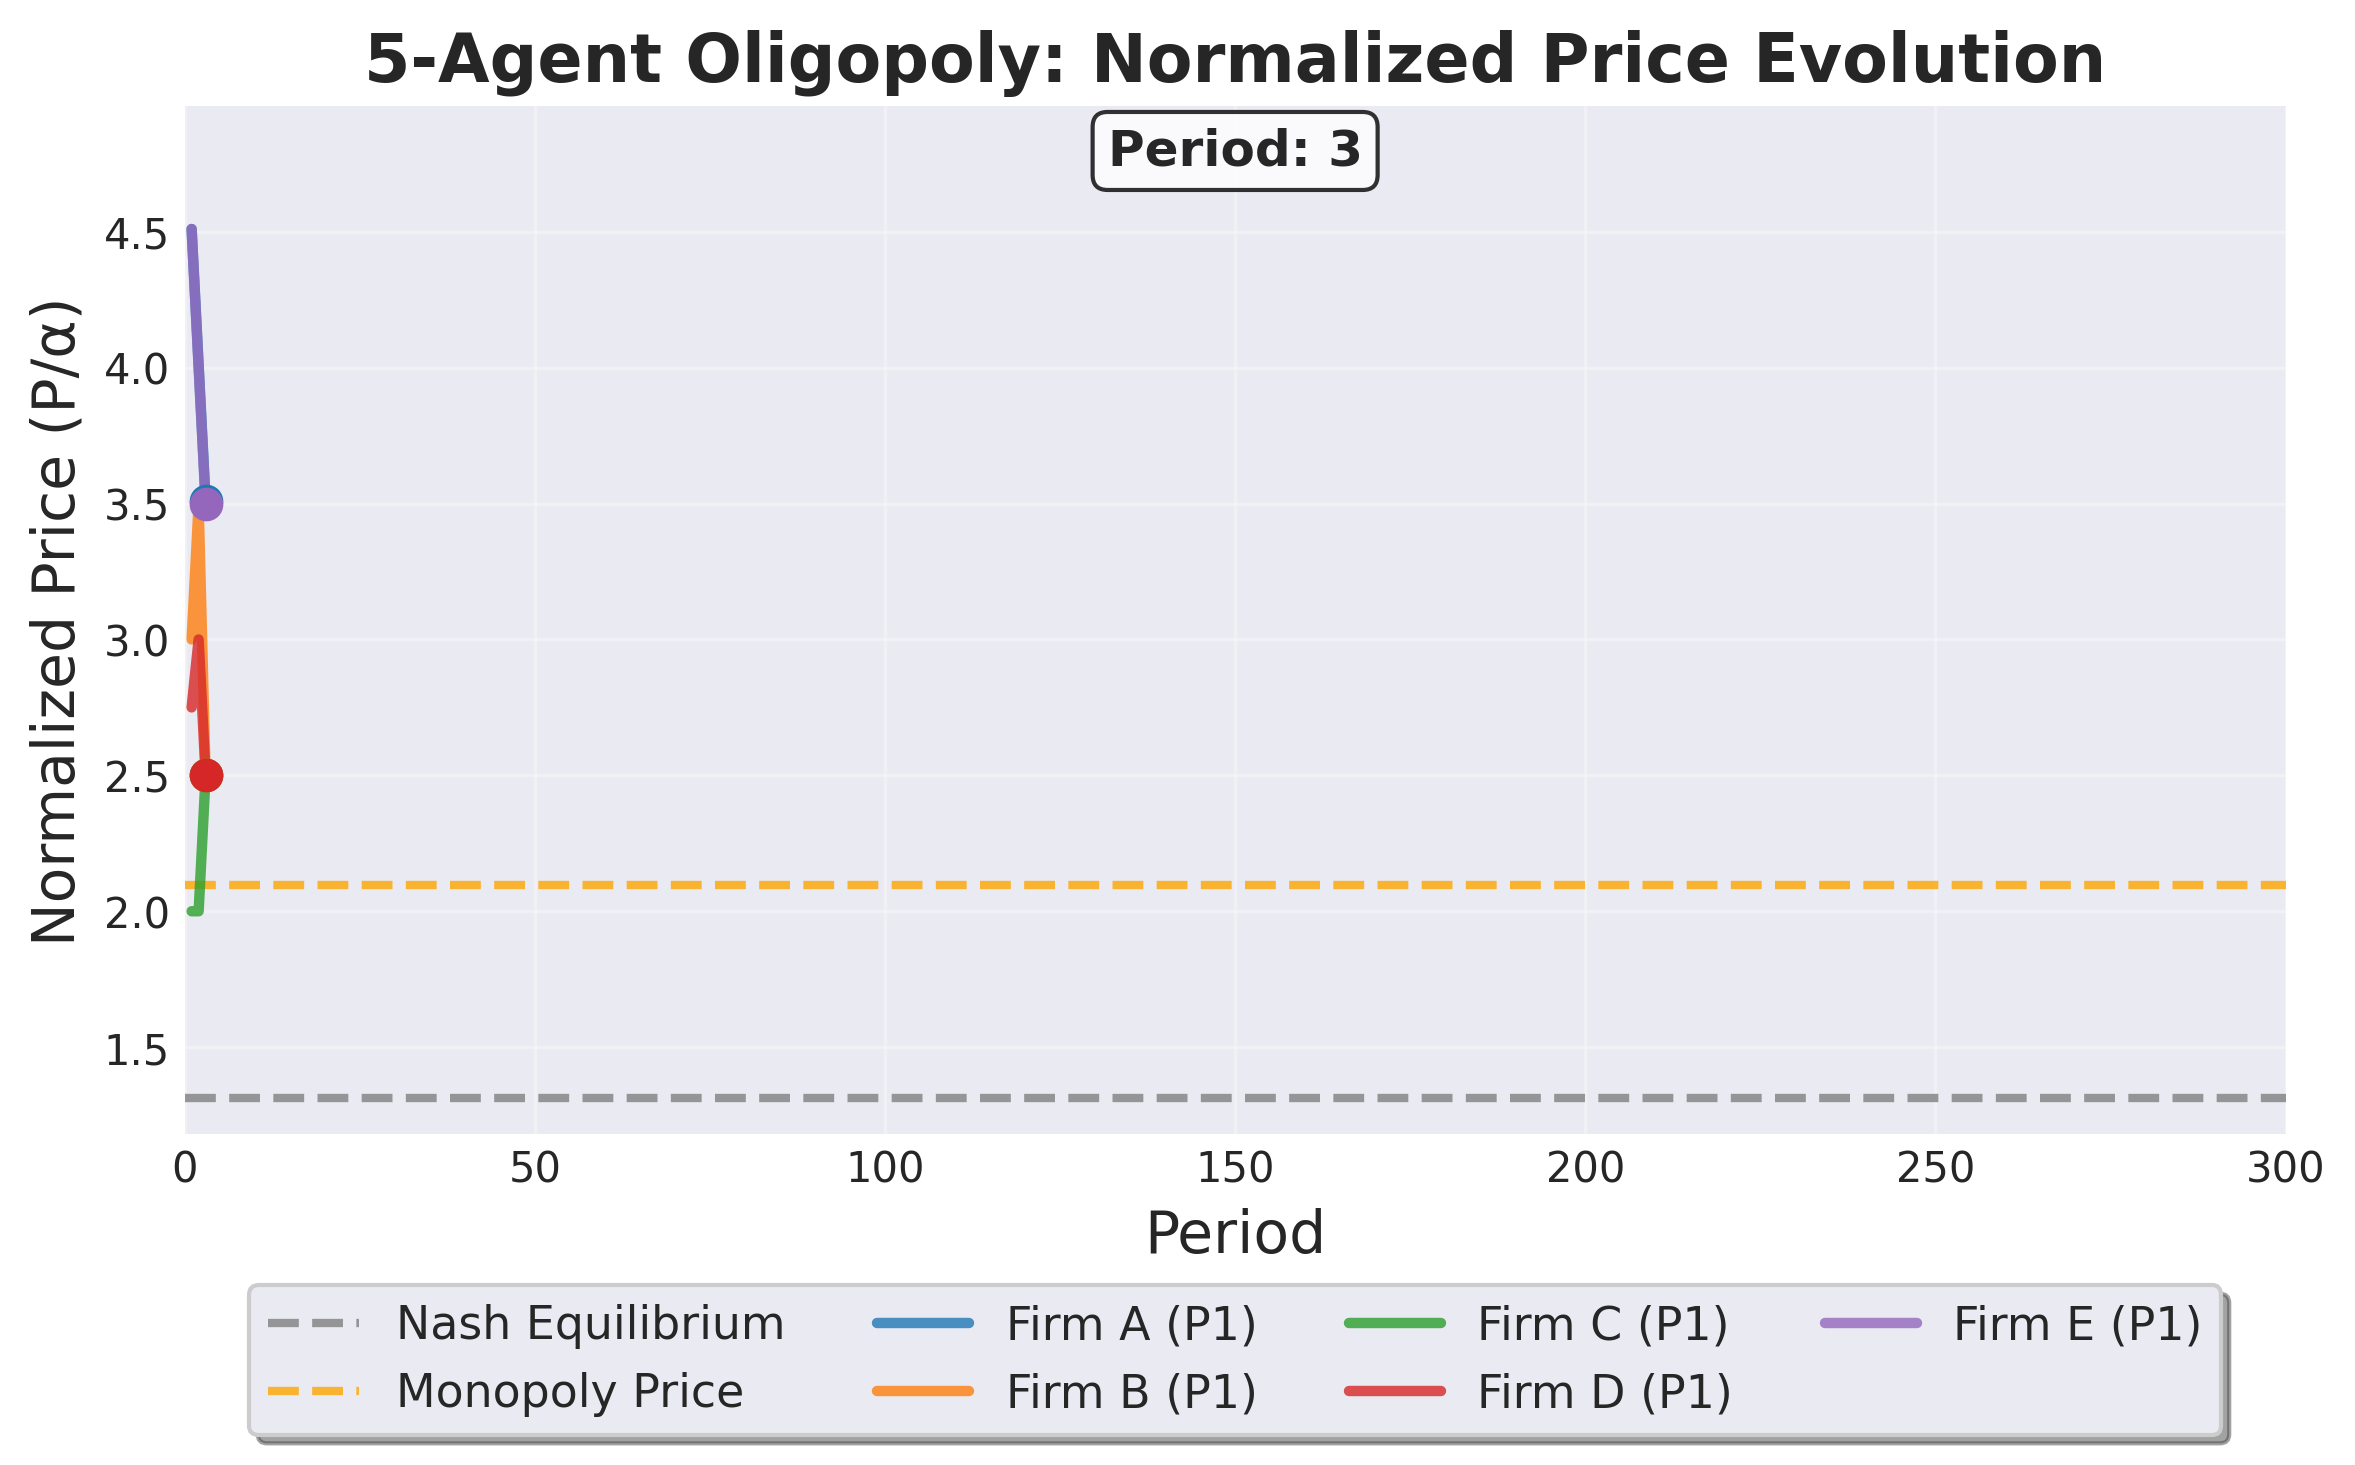 5-Agent Oligopoly: Normalized Price Evolution
Period: 3
Normalized Price (P/α)
4.5
4.0
3.5
3.0
2.5
2.0
1.5
0 50 100 150 200 250 300
Period
Nash Equilibrium Firm A (P1) Firm C (P1) Firm E (P1)
Monopoly Price Firm B (P1) Firm D (P1)